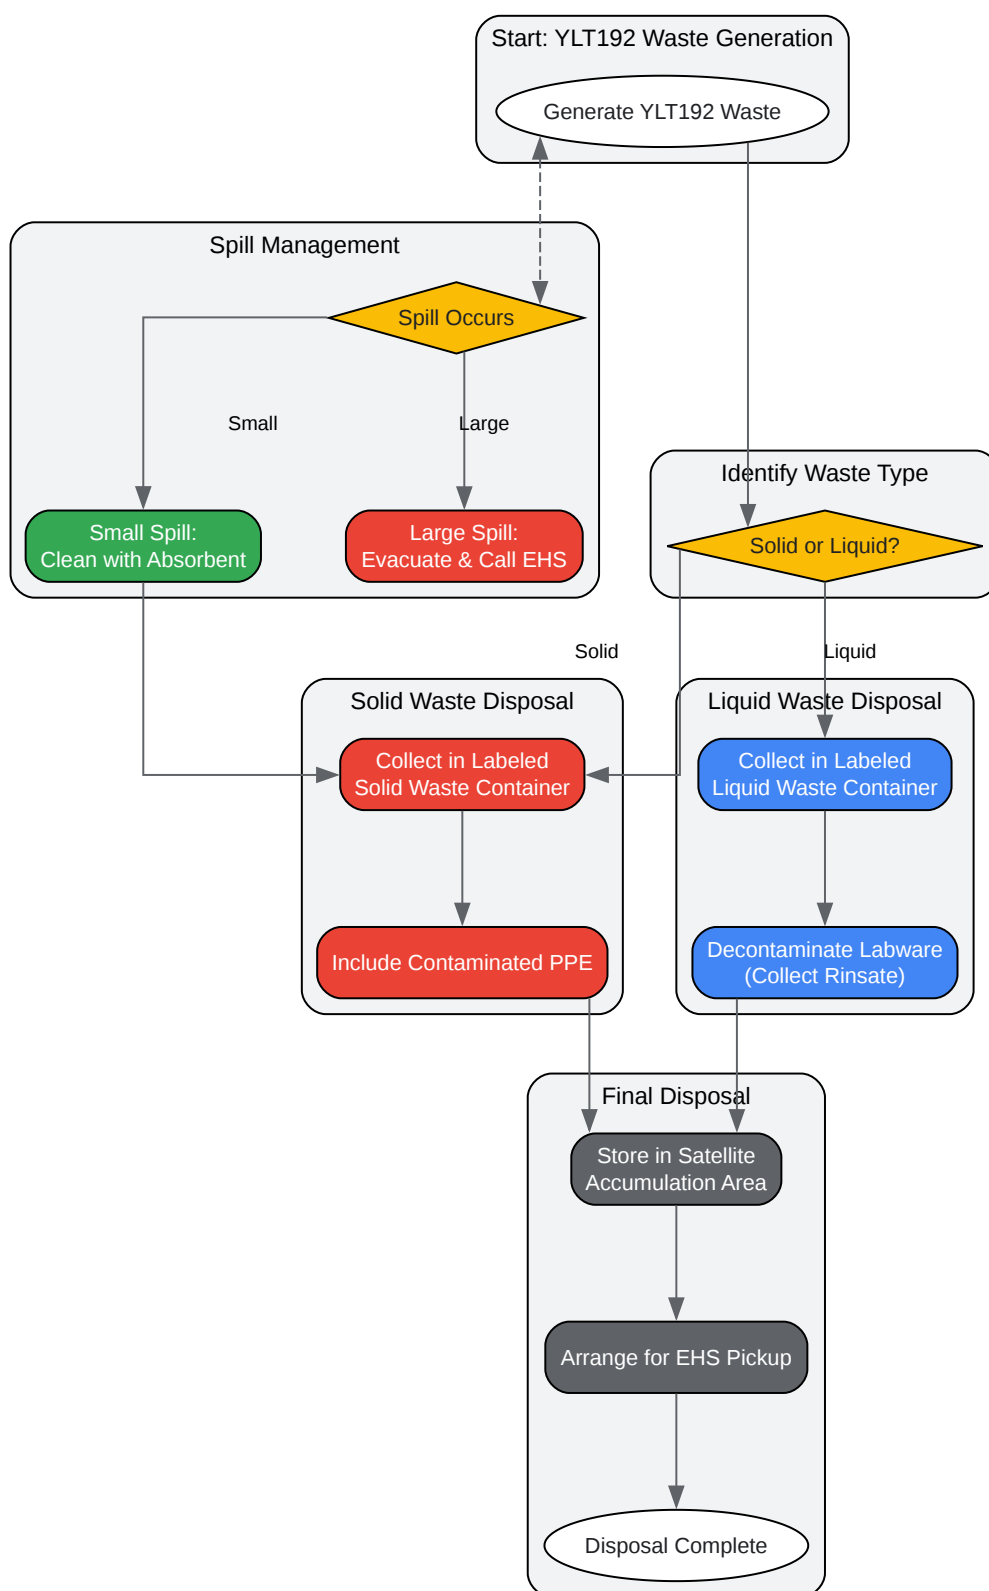 Start: YLT192 Waste Generation
Generate YLT192 Waste
Spill Management
Spill Occurs
Small
Large
Small Spill:
Clean with Absorbent
Large Spill:
Evacuate & Call EHS
Identify Waste Type
Solid or Liquid?
Solid
Liquid
Solid Waste Disposal
Collect in Labeled
Solid Waste Container
Include Contaminated PPE
Liquid Waste Disposal
Collect in Labeled
Liquid Waste Container
Decontaminate Labware
(Collect Rinsate)
Final Disposal
Store in Satellite
Accumulation Area
Arrange for EHS Pickup
Disposal Complete